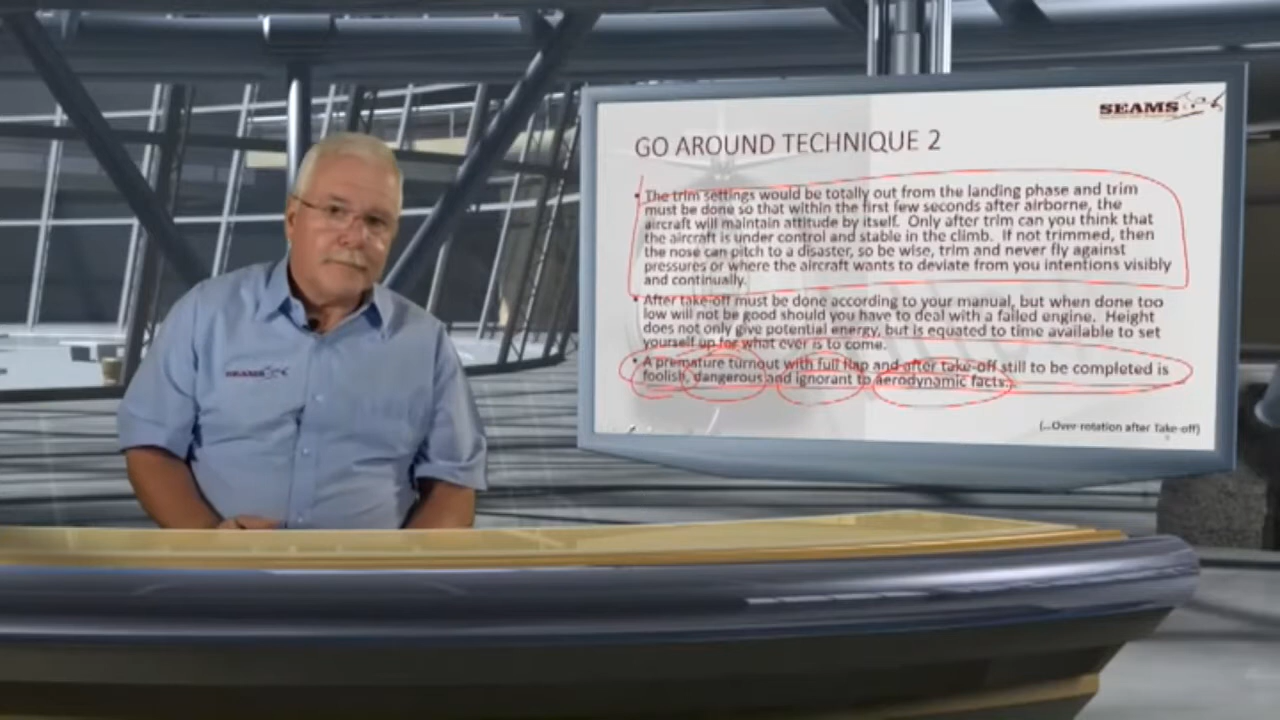 SEAMS
GO AROUND TECHNIQUE 2
• The trim settings would be totally out from the landing phase and trim
must be done so that within the first few seconds after airborne, the
aircraft will maintain attitude by itself. Only after trim can you think that
the aircraft is under control and stable in the climb. If not trimmed, then
the nose can pitch to a disaster, so be wise, trim and never fly against
pressures or where the aircraft wants to deviate from you intentions visibly
and continually.
• After take-off must be done according to your manual, but when done too
low will not be good should you have to deal with a failed engine. Height
does not only give potential energy, but is equated to time available to set
yourself up for what ever is to come.
• A premature turnout with full flap and after take-off still to be completed is
foolish, dangerous and ignorant to aerodynamic facts.
(...Over-rotation after Take-off)
SEAMS